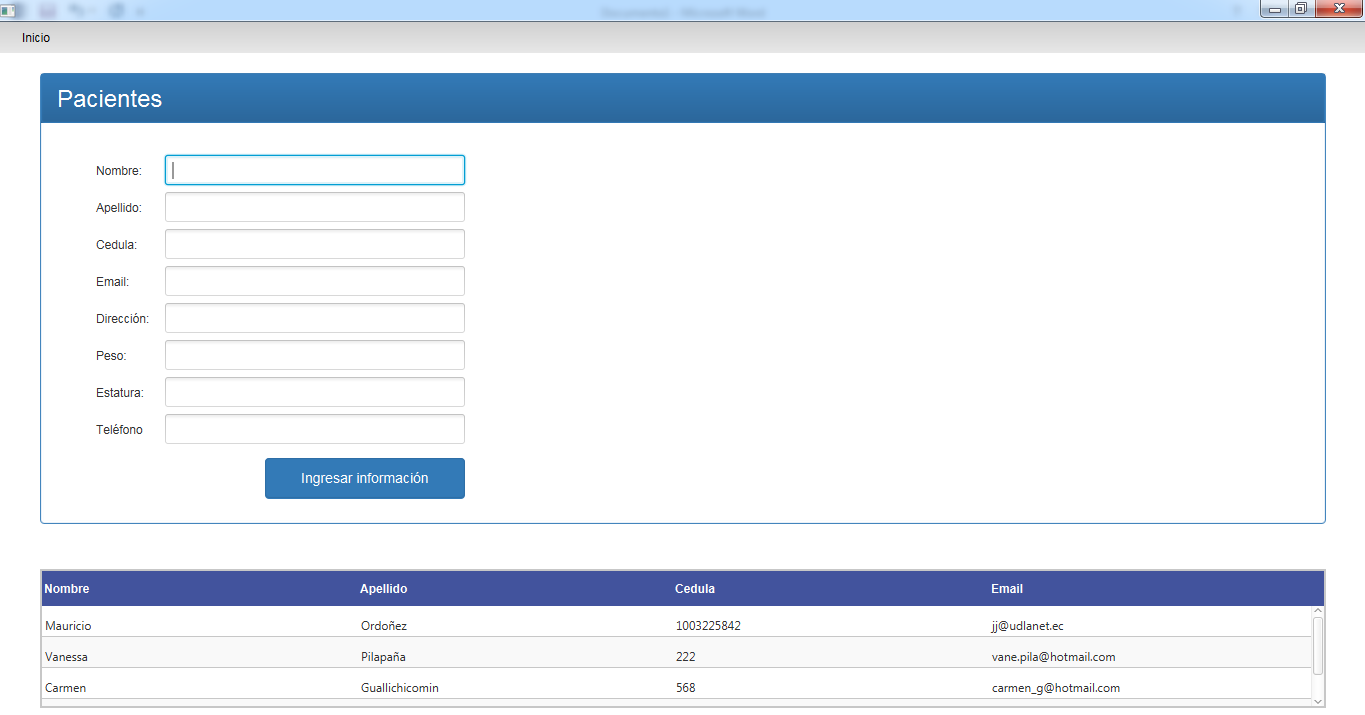 Inicio
Pacientes
Nombre:
Apellido:
Cedula:
Email:
Dirección:
Peso:
Estatura:
Teléfono
Ingresar información
Nombre Apellido Cedula Email
Mauricio Ordoñez 1003225842 jj@udlanet.ec
Vanessa Pilapaña 222 vane.pila@hotmail.com
Carmen Guallichicomin 568 carmen_g@hotmail.com